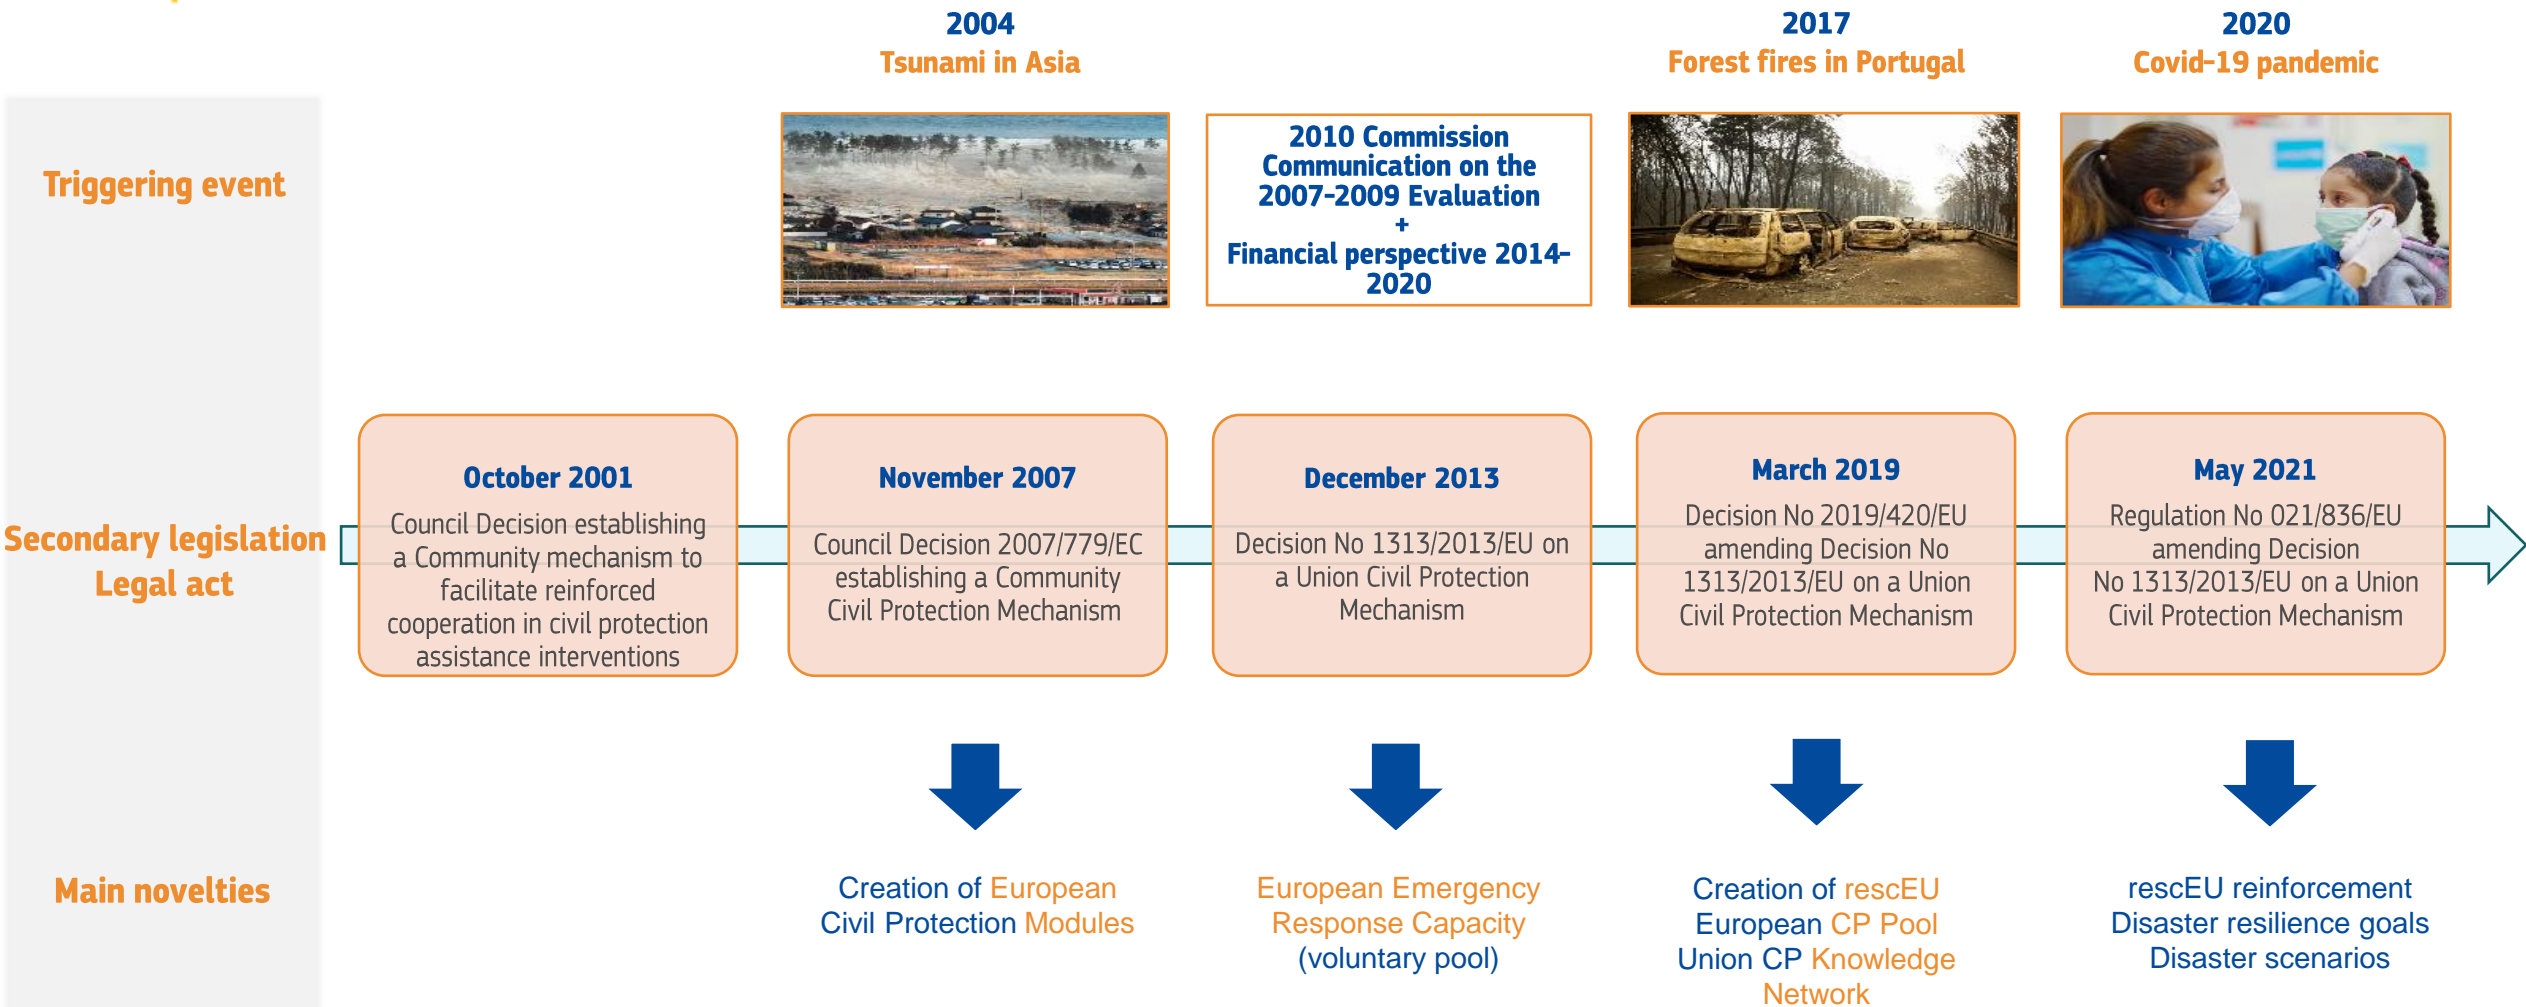 2004
Tsunami in Asia
2017
Forest fires in Portugal
2020
Covid-19 pandemic
Triggering event
2010 Commission
Communication on the
2007-2009 Evaluation
+
Financial perspective 2014-
2020
Secondary legislation
Legal act
October 2001
Council Decision establishing
a Community mechanism to
facilitate reinforced
cooperation in civil protection
assistance interventions
November 2007
Council Decision 2007/779/EC
establishing a Community
Civil Protection Mechanism
December 2013
Decision No 1313/2013/EU on
a Union Civil Protection
Mechanism
March 2019
Decision No 2019/420/EU
amending Decision No
1313/2013/EU on a Union
Civil Protection Mechanism
May 2021
Regulation No 021/836/EU
amending Decision
No 1313/2013/EU on a Union
Civil Protection Mechanism
Main novelties
Creation of European
Civil Protection Modules
European Emergency
Response Capacity
(voluntary pool)
Creation of rescEU
European CP Pool
Union CP Knowledge
Network
rescEU reinforcement
Disaster resilience goals
Disaster scenarios